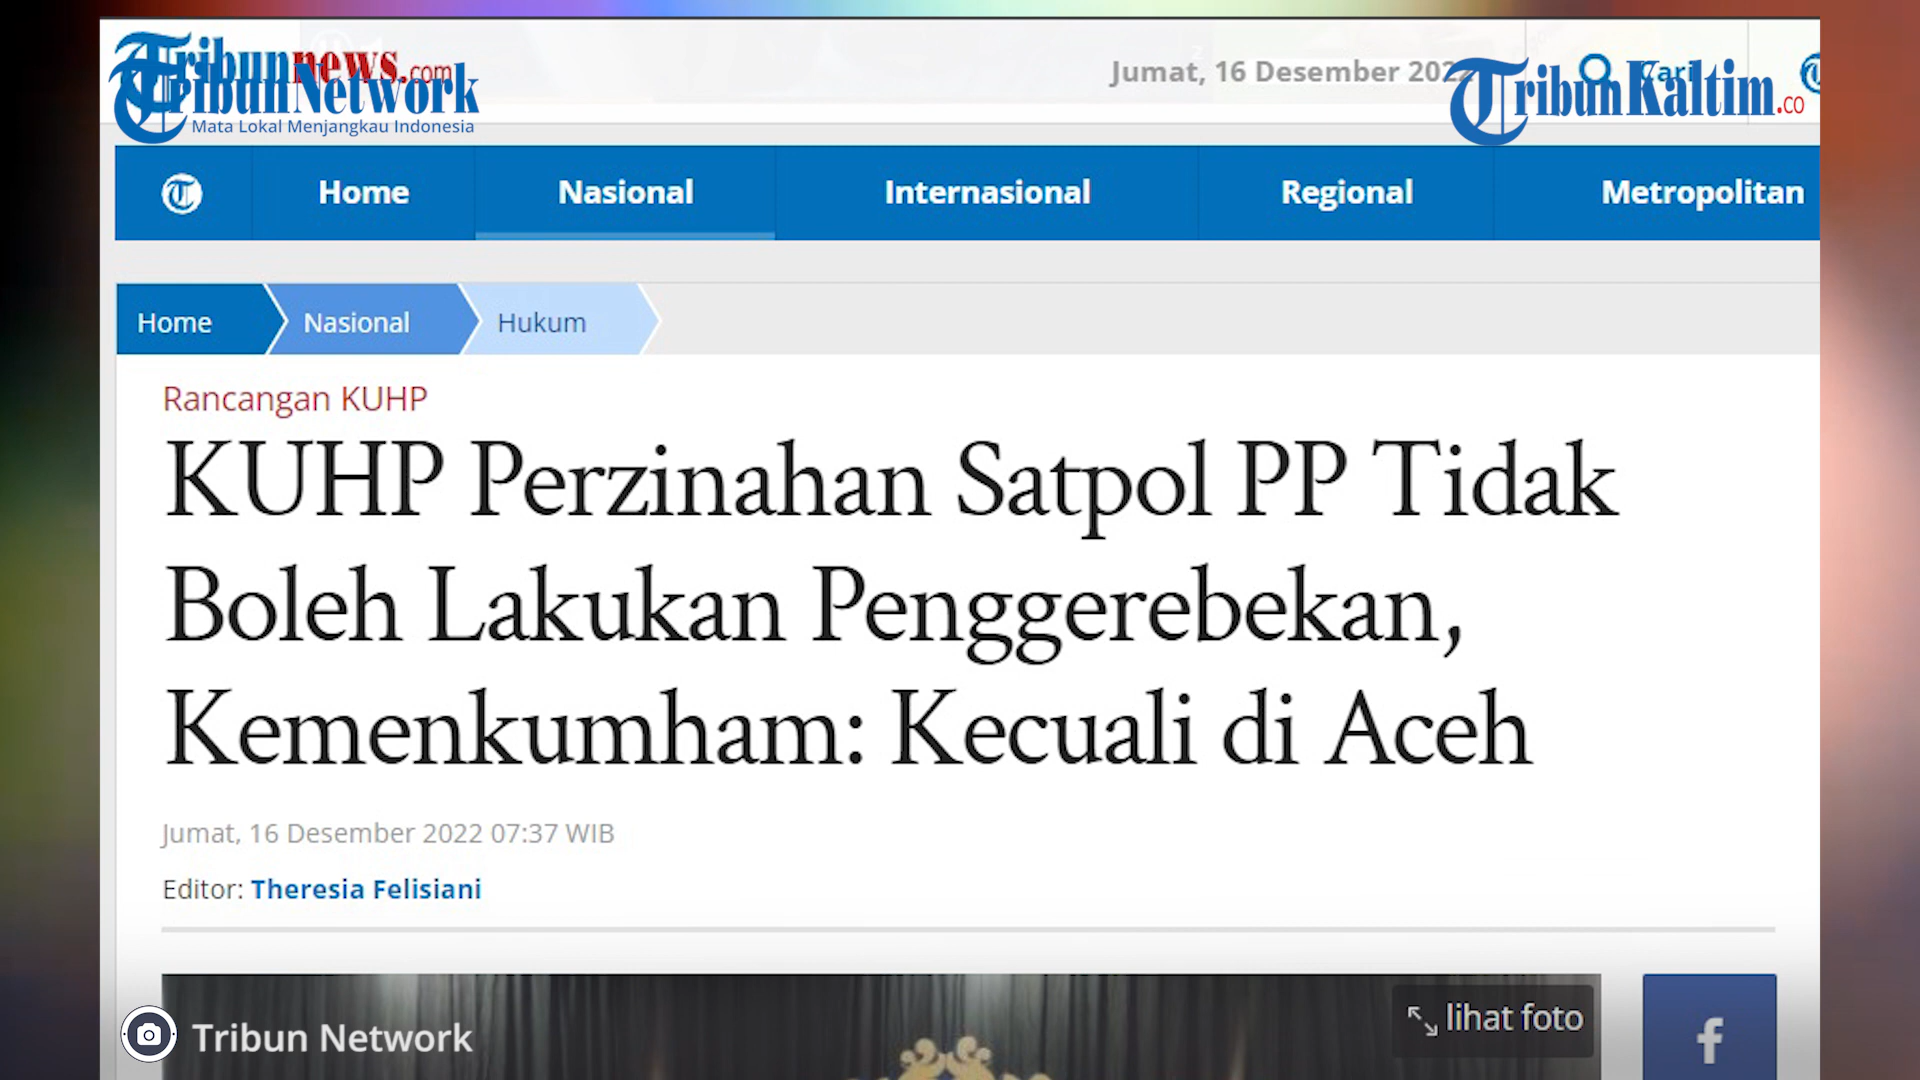 Tribunnews.com
TribunNetwork
Mata Lokal Menjangkau Indonesia
Jumat, 16 Desember 2022
Cari
TribunKaltim.co
Home
Nasional
Internasional
Regional
Metropolitan
Home
Nasional
Hukum
Rancangan KUHP
KUHP Perzinahan Satpol PP Tidak
Boleh Lakukan Penggerebekan,
Kemenkumham: Kecuali di Aceh
Jumat, 16 Desember 2022 07:37 WIB
Editor: Theresia Felisiani
Tribun Network
lihat foto